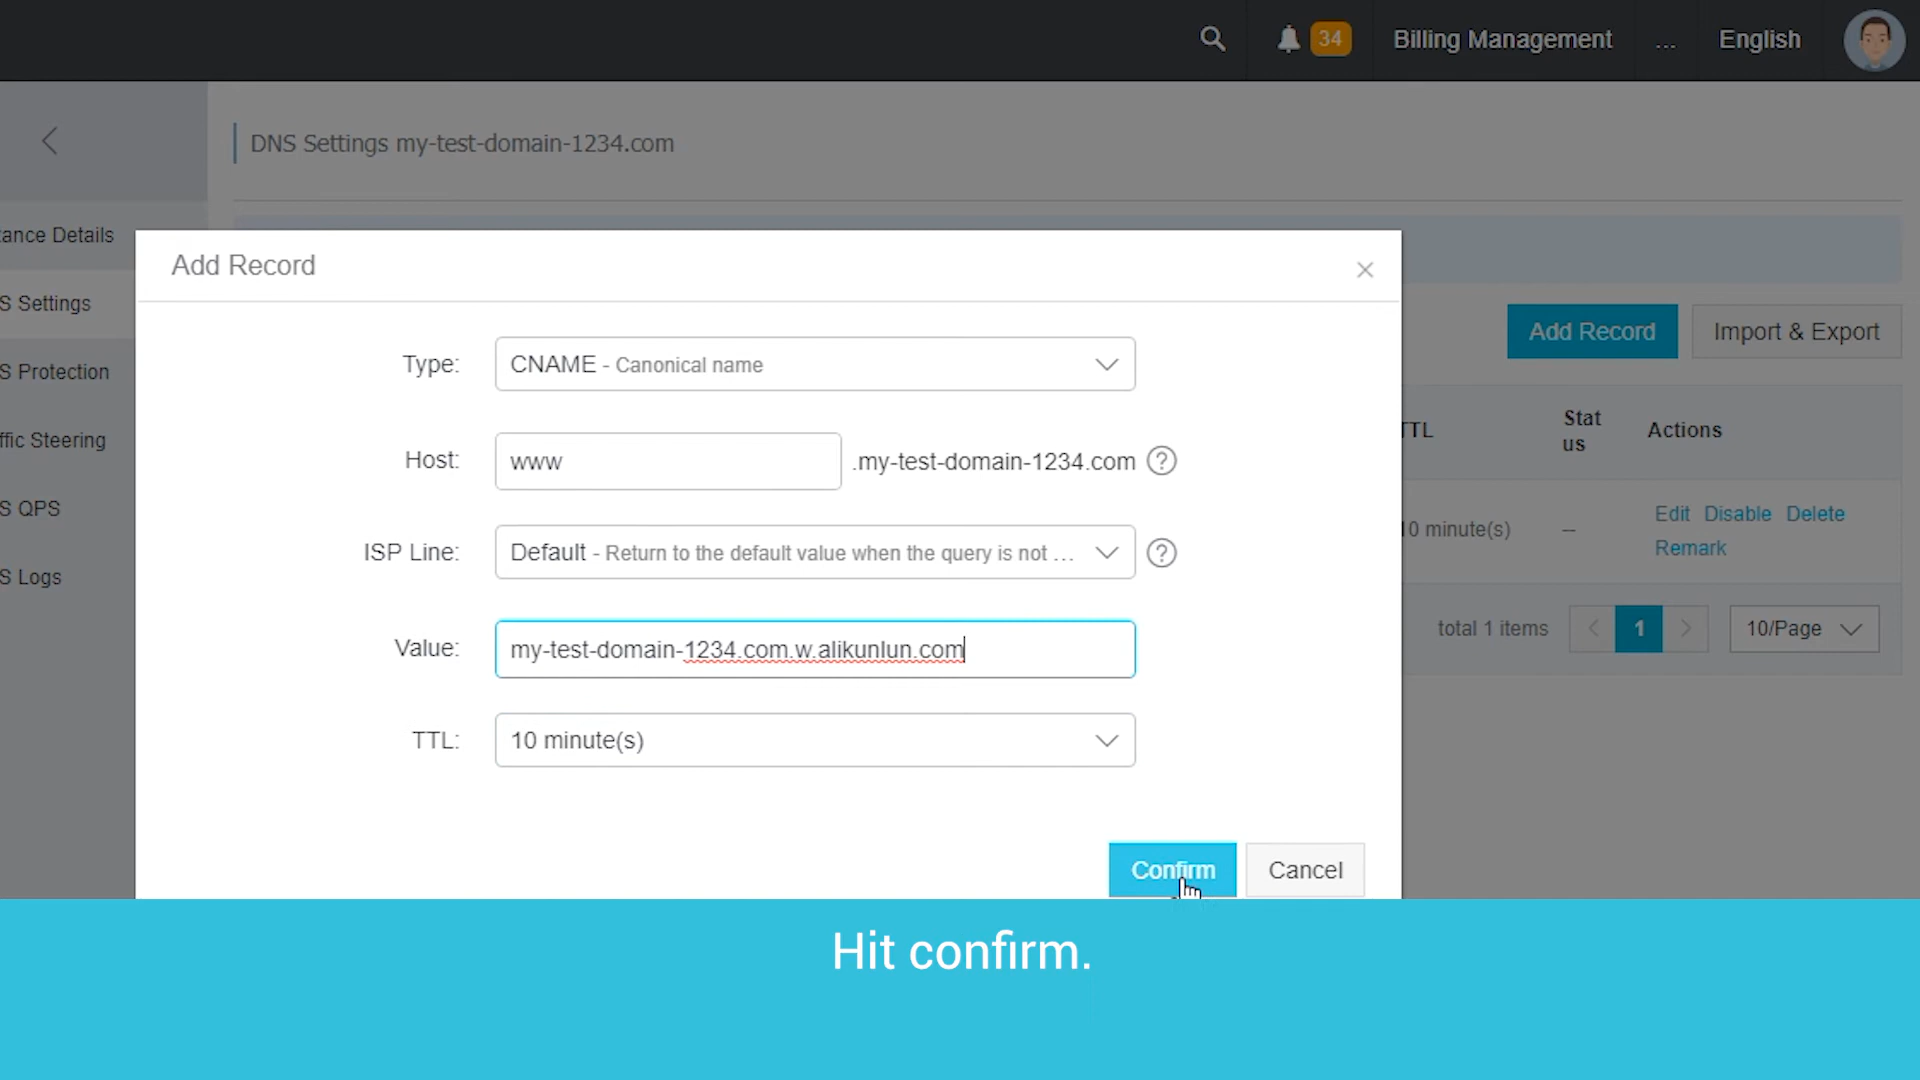 34
Billing Management
...
English
DNS Settings my-test-domain-1234.com
tance Details
S Settings
S Protection
ffic Steering
S QPS
S Logs
Add Record
Import & Export
TTL
Stat
us
Actions
10 minute(s)
--
Edit Disable Delete
Remark
total 1 items
1
10/Page
Add Record
Type:
CNAME - Canonical name
Host:
www
.my-test-domain-1234.com
?
ISP Line:
Default - Return to the default value when the query is not ...
?
Value:
my-test-domain-1234.com.w.alikunlun.com
TTL:
10 minute(s)
Confirm
Cancel
Hit confirm.